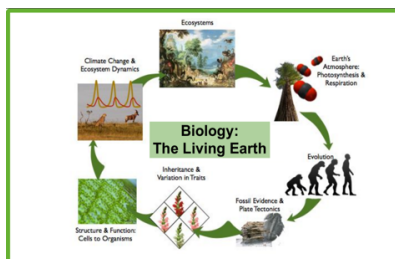 Ecosystems
Climate Change &
Ecosystem Dynamics
Earth's
Atmosphere:
Photosynthesis &
Respiration
Biology:
The Living Earth
Evolution
Inheritance &
Variation in Traits
Fossil Evidence &
Plate Tectonics
Structure & Function:
Cells to Organisms